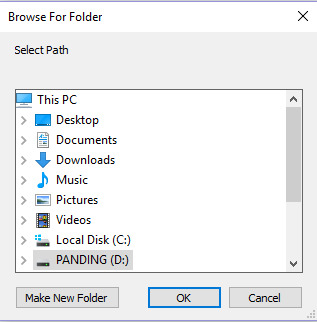 Browse For Folder
Select Path
This PC
Desktop
Documents
Downloads
Music
Pictures
Videos
Local Disk (C:)
PANDING (D:)
Make New Folder
OK
Cancel